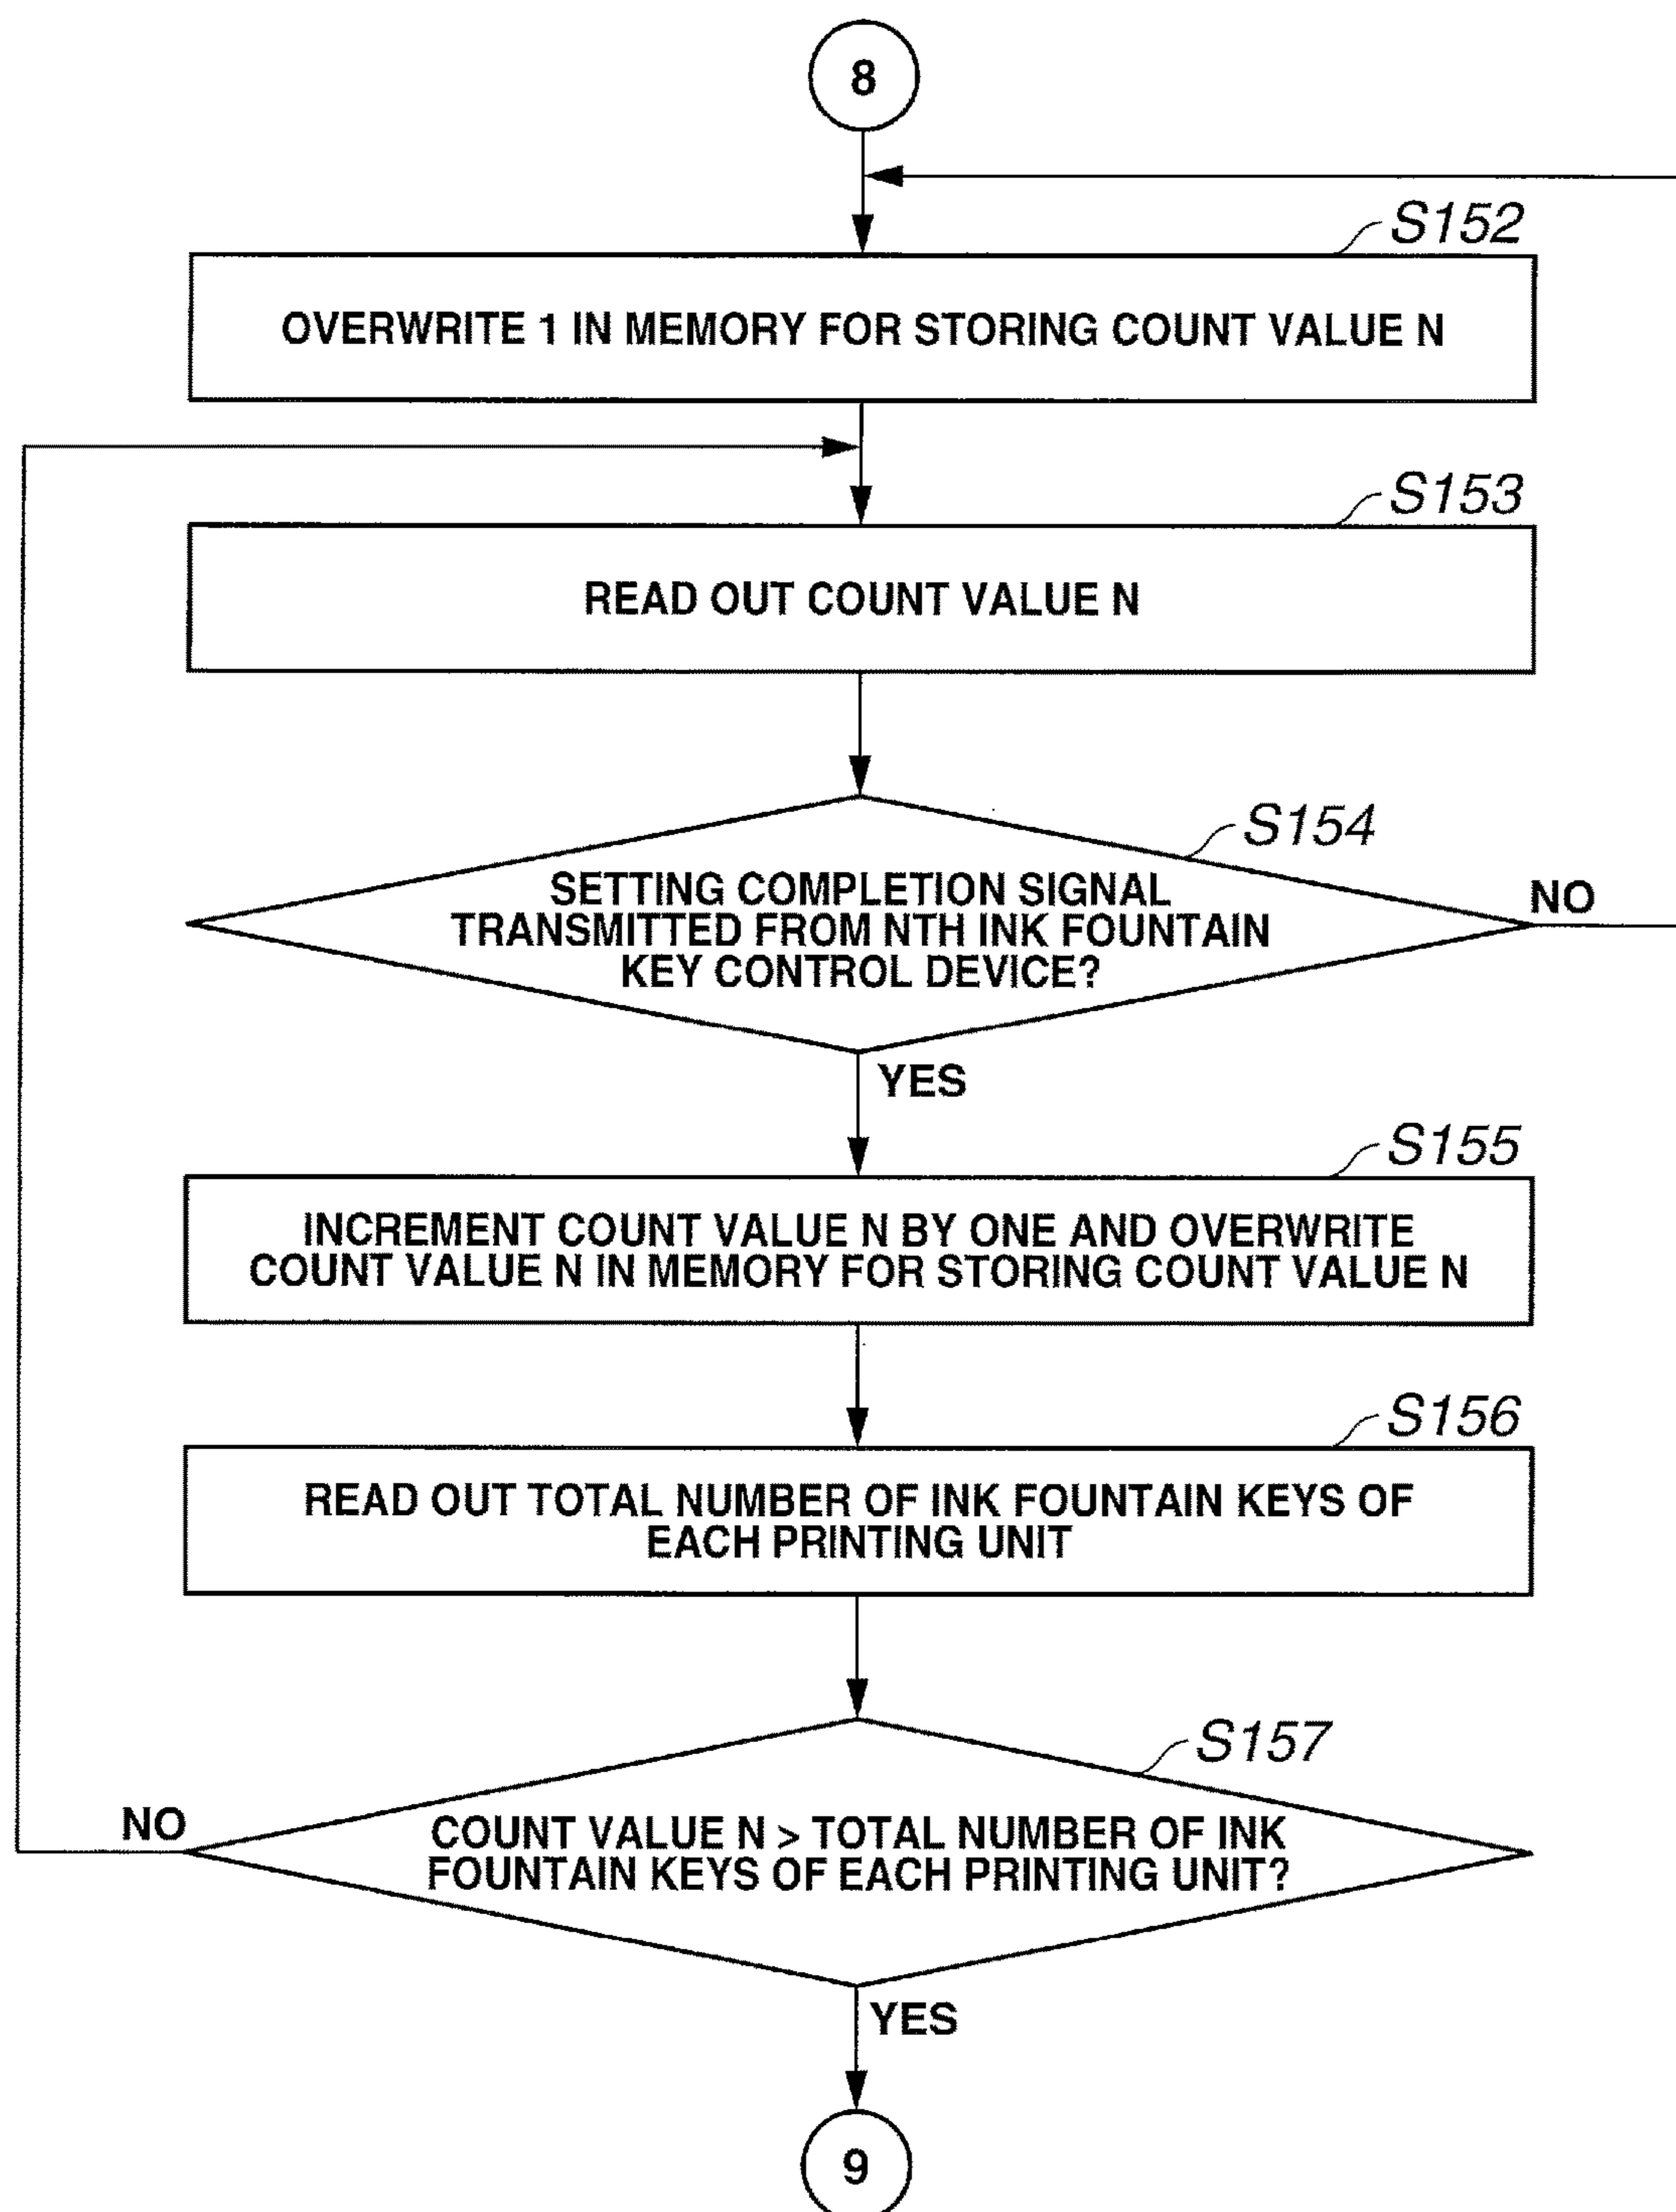 8
S152
OVERWRITE 1 IN MEMORY FOR STORING COUNT VALUE N
S153
READ OUT COUNT VALUE N
S154
SETTING COMPLETION SIGNAL
TRANSMITTED FROM NTH INK FOUNTAIN
KEY CONTROL DEVICE?
NO
YES
S155
INCREMENT COUNT VALUE N BY ONE AND OVERWRITE
COUNT VALUE N IN MEMORY FOR STORING COUNT VALUE N
S156
READ OUT TOTAL NUMBER OF INK FOUNTAIN KEYS OF
EACH PRINTING UNIT
S157
NO
COUNT VALUE N > TOTAL NUMBER OF INK
FOUNTAIN KEYS OF EACH PRINTING UNIT?
YES
9